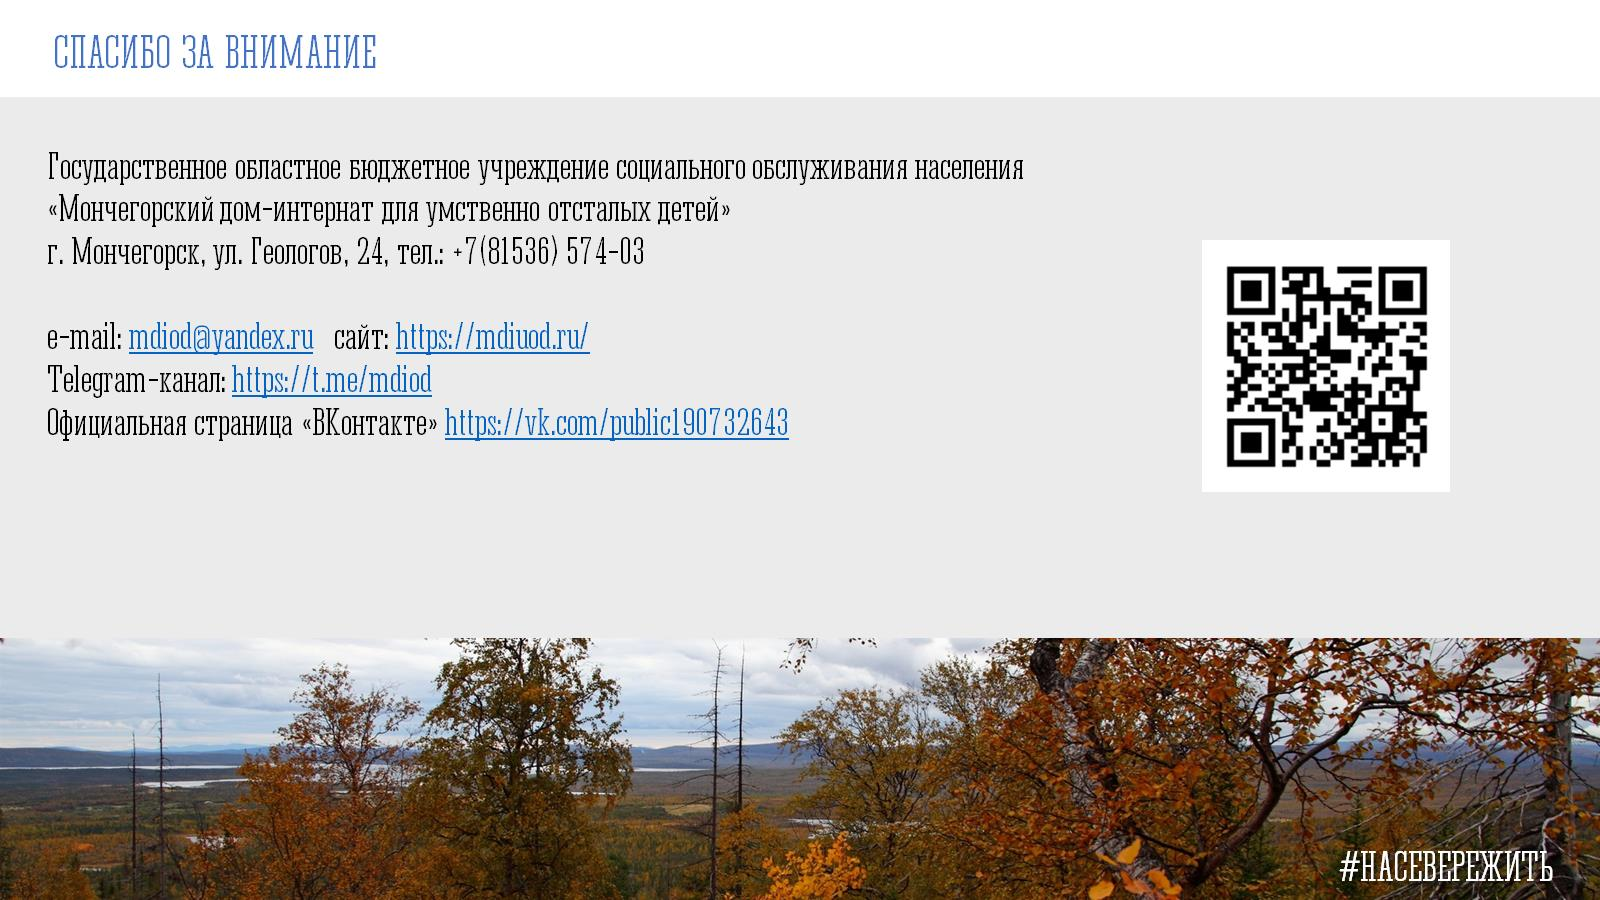 СПАСИБО ЗА ВНИМАНИЕ
Государственное областное бюджетное учреждение социального обслуживания населения
«Мончегорский дом-интернат для умственно отсталых детей»
г. Мончегорск, ул. Геологов, 24, тел.: +7(81536) 574-03
e-mail: mdiod@yandex.ru сайт: https://mdiuod.ru/
Telegram-канал: https://t.me/mdiod
Официальная страница «ВКонтакте» https://vk.com/public190732643
#НАСЕВЕРЕЖИТЬ